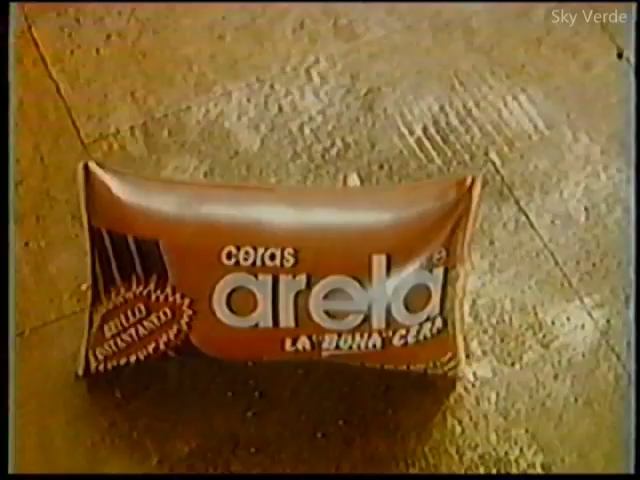 Sky Verde
ceras
arela®
BRILLO
INSTANTANEO
LA "BUNA" CERA